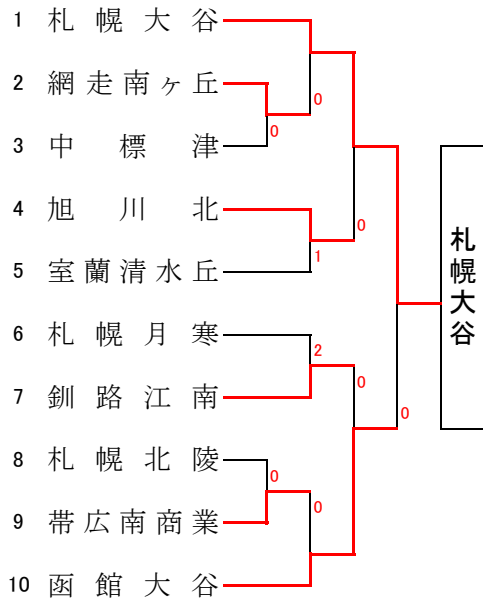 1 札幌大谷
2 網走南ヶ丘
3 中標津
4 旭川北
5 室蘭清水丘
6 札幌月寒
7 釧路江南
8 札幌北陵
9 帯広南商業
10 函館大谷
0
0
1
0
2
0
0
0
0
札幌大谷